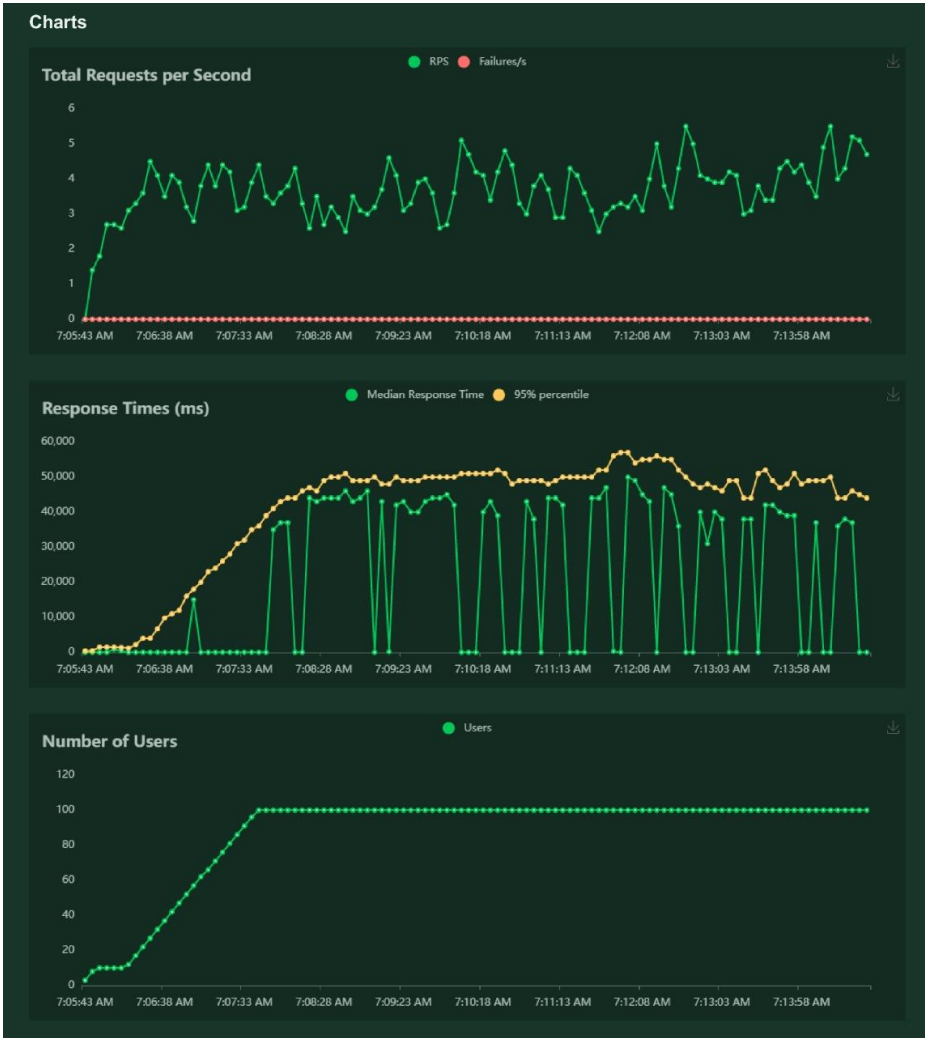 Charts
RPS Failures/s
Total Requests per Second
6
5
4
3
2
1
0
7:05:43 AM 7:06:38 AM 7:07:33 AM 7:08:28 AM 7:09:23 AM 7:10:18 AM 7:11:13 AM 7:12:08 AM 7:13:03 AM 7:13:58 AM
Median Response Time 95% percentile
Response Times (ms)
60,000
50,000
40,000
30,000
20,000
10,000
0
7:05:43 AM 7:06:38 AM 7:07:33 AM 7:08:28 AM 7:09:23 AM 7:10:18 AM 7:11:13 AM 7:12:08 AM 7:13:03 AM 7:13:58 AM
Users
Number of Users
120
100
80
60
40
20
0
7:05:43 AM 7:06:38 AM 7:07:33 AM 7:08:28 AM 7:09:23 AM 7:10:18 AM 7:11:13 AM 7:12:08 AM 7:13:03 AM 7:13:58 AM